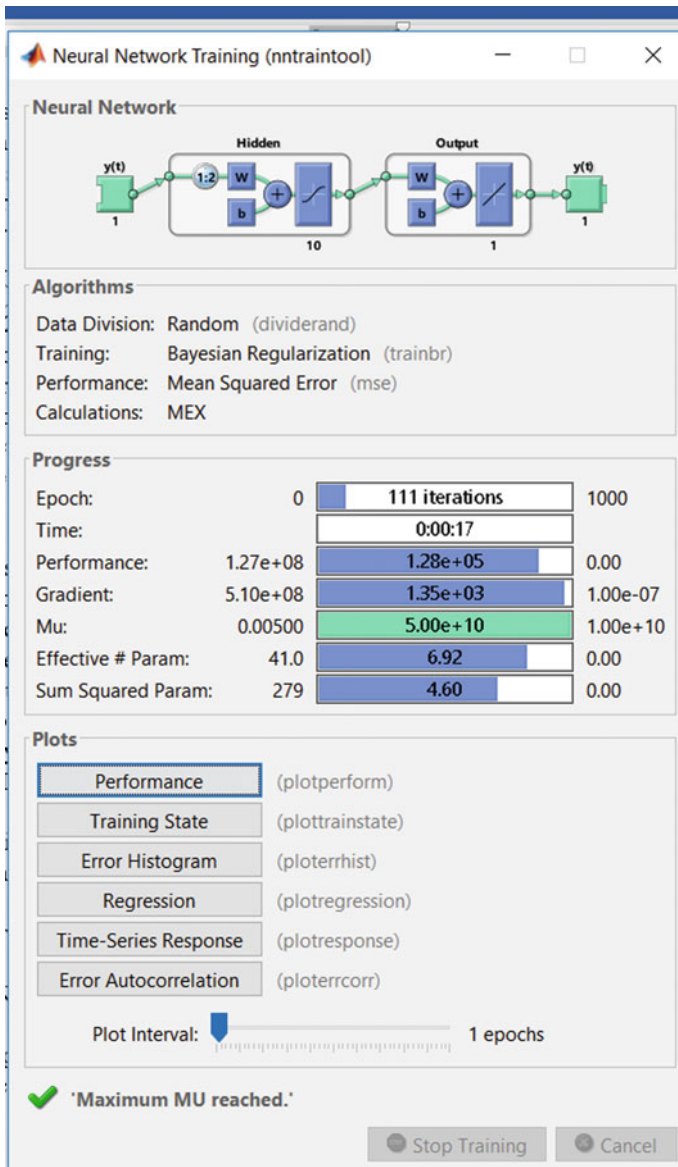 Neural Network Training (nntraintool)
Neural Network
Hidden
Output
y(t)
1:2
W
b
W
b
y(t)
1
10
1
1
Algorithms
Data Division: Random (dividerand)
Training: Bayesian Regularization (trainbr)
Performance: Mean Squared Error (mse)
Calculations: MEX
Progress
Epoch: 0 111 iterations 1000
Time: 0:00:17
Performance: 1.27e+08 1.28e+05 0.00
Gradient: 5.10e+08 1.35e+03 1.00e-07
Mu: 0.00500 5.00e+10 1.00e+10
Effective # Param: 41.0 6.92 0.00
Sum Squared Param: 279 4.60 0.00
Plots
Performance (plotperform)
Training State (plottrainstate)
Error Histogram (ploterrhist)
Regression (plotregression)
Time-Series Response (plotresponse)
Error Autocorrelation (ploterrcorr)
Plot Interval: 1 epochs
'Maximum MU reached.'
Stop Training Cancel